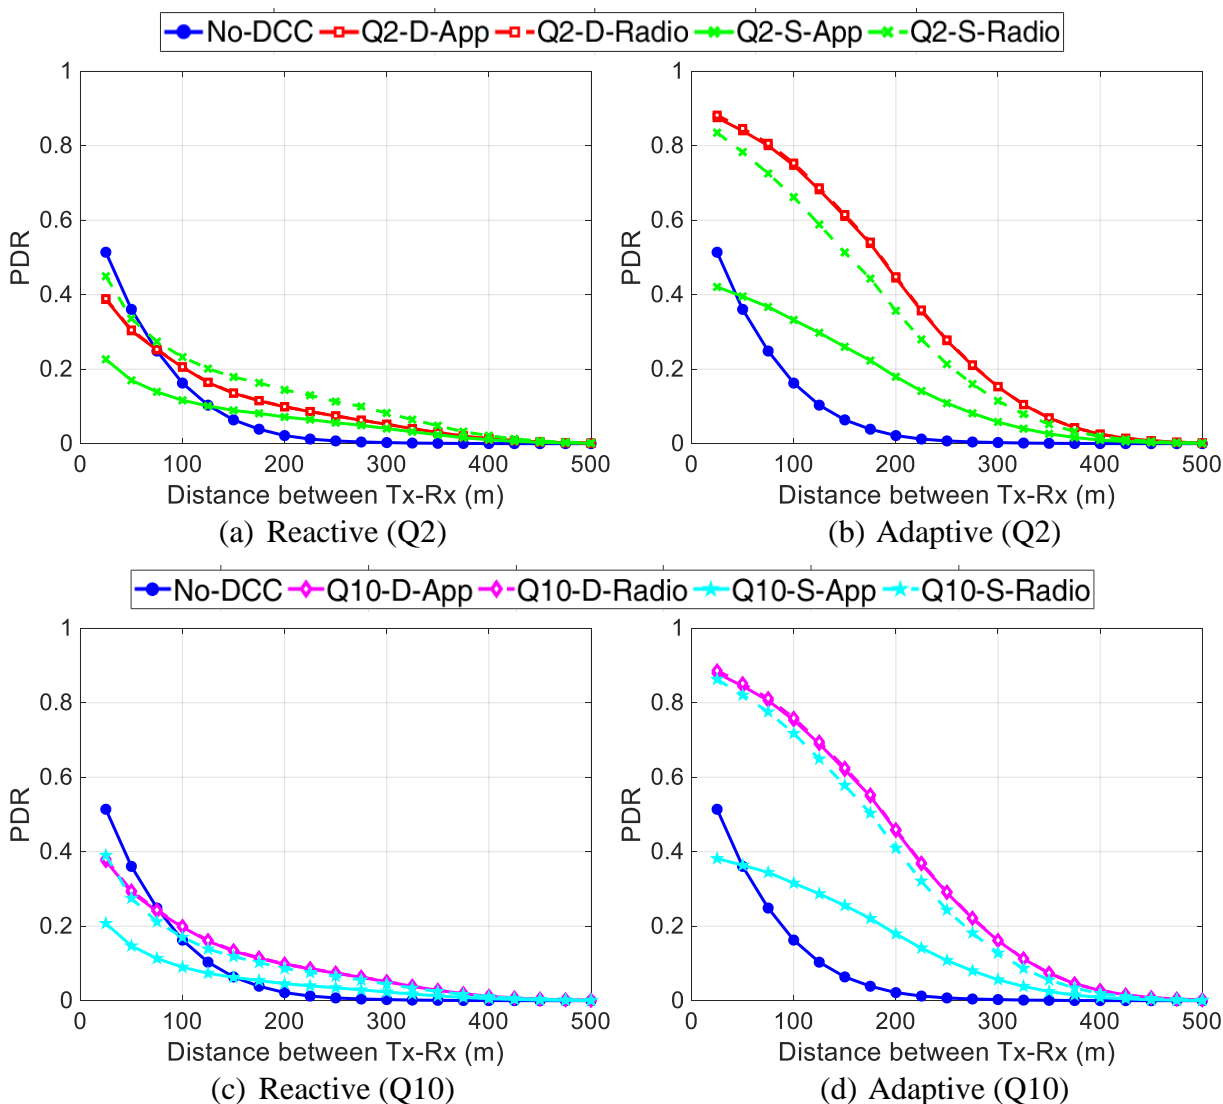 No-DCC Q2-D-App Q2-D-Radio Q2-S-App Q2-S-Radio
1
0.8
0.6
0.4
0.2
0
PDR
0 100 200 300 400 500
Distance between Tx-Rx (m)
(a) Reactive (Q2)
1
0.8
0.6
0.4
0.2
0
PDR
0 100 200 300 400 500
Distance between Tx-Rx (m)
(b) Adaptive (Q2)
No-DCC Q10-D-App Q10-D-Radio Q10-S-App Q10-S-Radio
1
0.8
0.6
0.4
0.2
0
PDR
0 100 200 300 400 500
Distance between Tx-Rx (m)
(c) Reactive (Q10)
1
0.8
0.6
0.4
0.2
0
PDR
0 100 200 300 400 500
Distance between Tx-Rx (m)
(d) Adaptive (Q10)